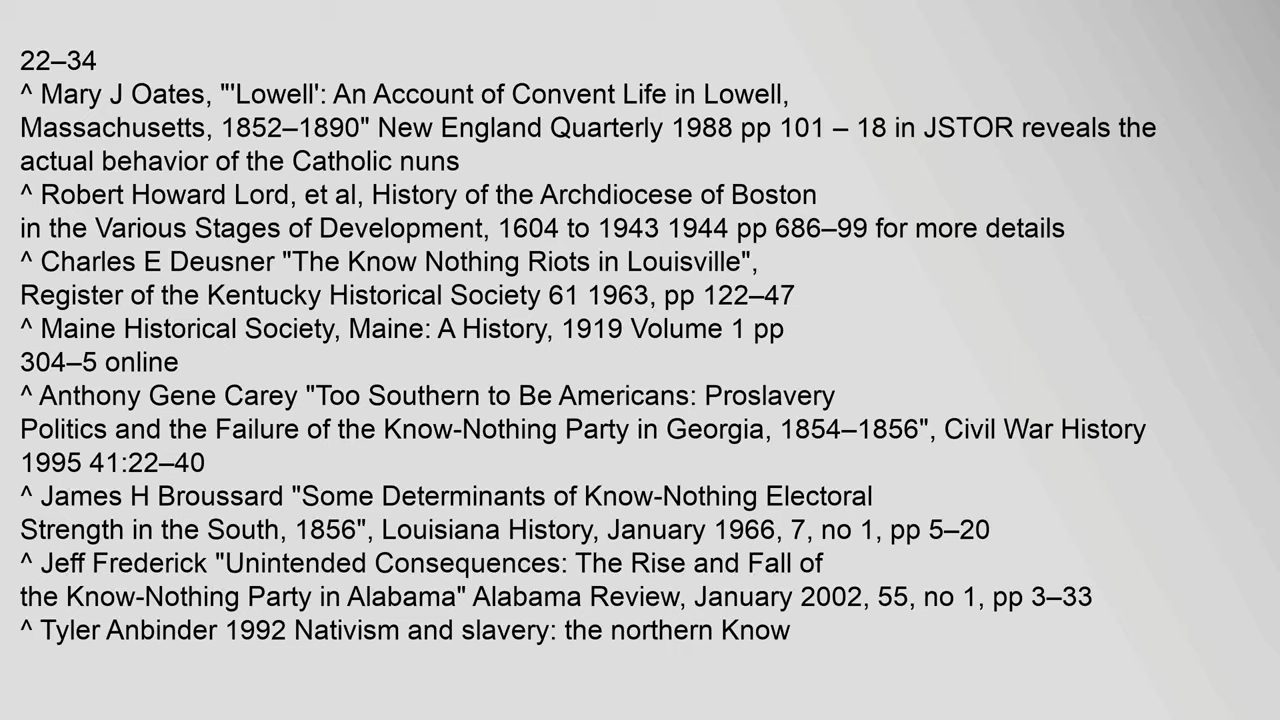 22–34
^ Mary J Oates, "'Lowell': An Account of Convent Life in Lowell,
Massachusetts, 1852–1890" New England Quarterly 1988 pp 101 – 18 in JSTOR reveals the
actual behavior of the Catholic nuns
^ Robert Howard Lord, et al, History of the Archdiocese of Boston
in the Various Stages of Development, 1604 to 1943 1944 pp 686–99 for more details
^ Charles E Deusner "The Know Nothing Riots in Louisville",
Register of the Kentucky Historical Society 61 1963, pp 122–47
^ Maine Historical Society, Maine: A History, 1919 Volume 1 pp
304–5 online
^ Anthony Gene Carey "Too Southern to Be Americans: Proslavery
Politics and the Failure of the Know-Nothing Party in Georgia, 1854–1856", Civil War History
1995 41:22–40
^ James H Broussard "Some Determinants of Know-Nothing Electoral
Strength in the South, 1856", Louisiana History, January 1966, 7, no 1, pp 5–20
^ Jeff Frederick "Unintended Consequences: The Rise and Fall of
the Know-Nothing Party in Alabama" Alabama Review, January 2002, 55, no 1, pp 3–33
^ Tyler Anbinder 1992 Nativism and slavery: the northern Know